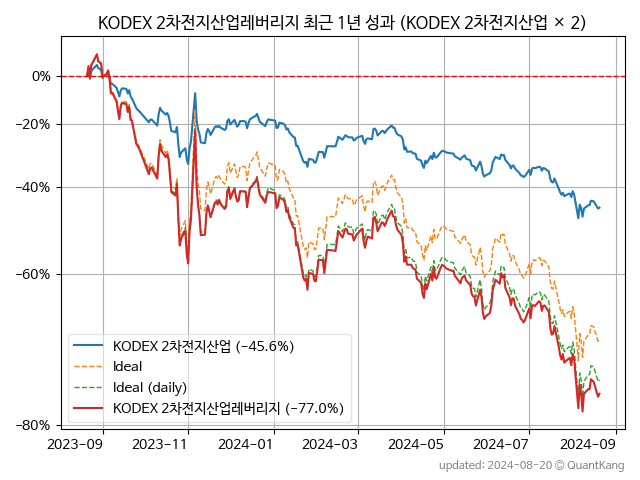 KODEX 2차전지산업레버리지 최근 1년 성과 (KODEX 2차전지산업 × 2)
0%
−20%
−40%
−60%
−80%
KODEX 2차전지산업 (−45.6%)
Ideal
Ideal (daily)
KODEX 2차전지산업레버리지 (−77.0%)
2023-09 2023-11 2024-01 2024-03 2024-05 2024-07 2024-09
updated: 2024-08-20 © QuantKang